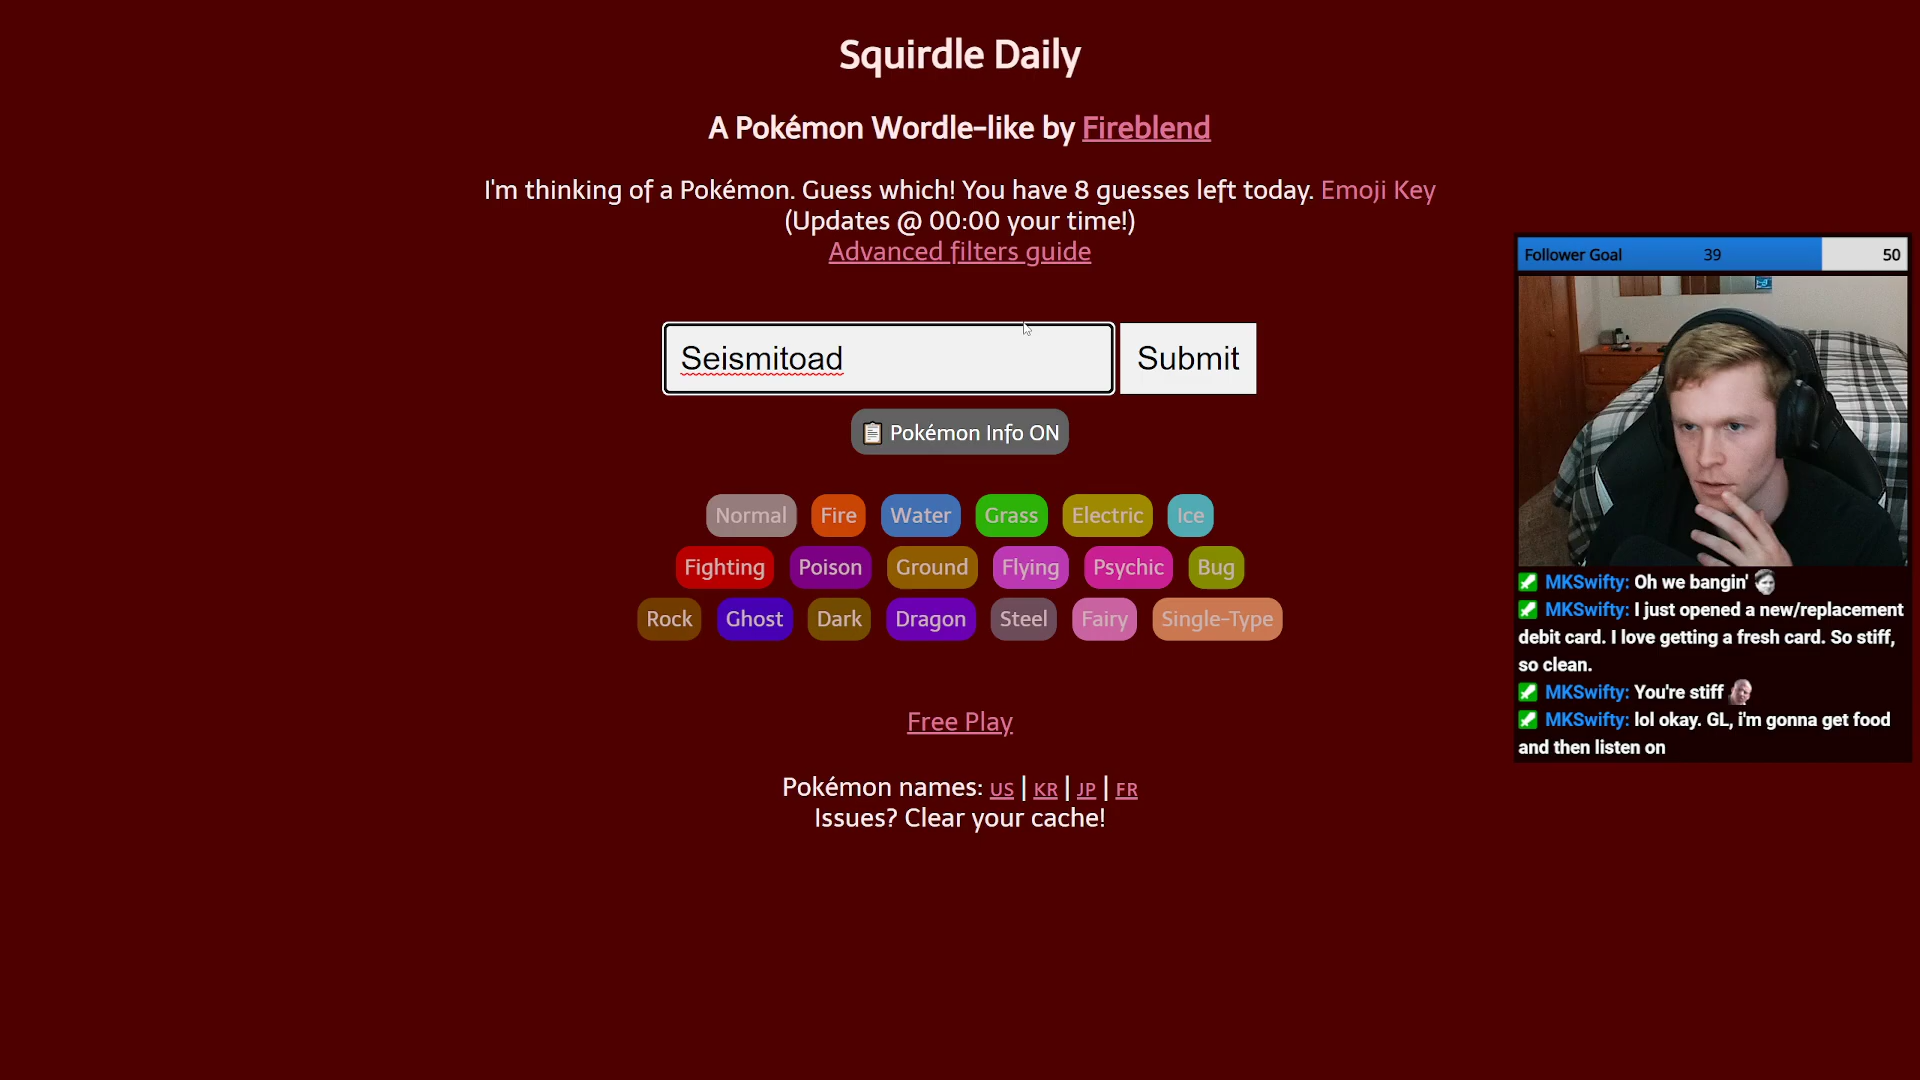 Squirdle Daily
A Pokémon Wordle-like by Fireblend
I'm thinking of a Pokémon. Guess which! You have 8 guesses left today. Emoji Key
(Updates @ 00:00 your time!)
Advanced filters guide
Seismitoad Submit
Pokémon Info ON
Normal Fire Water Grass Electric Ice
Fighting Poison Ground Flying Psychic Bug
Rock Ghost Dark Dragon Steel Fairy Single-Type
Free Play
Pokémon names: US | KR | JP | FR
Issues? Clear your cache!
Follower Goal 39 50
MKSwifty: Oh we bangin'
MKSwifty: I just opened a new/replacement
debit card. I love getting a fresh card. So stiff,
so clean.
MKSwifty: You're stiff
MKSwifty: lol okay. GL, i'm gonna get food
and then listen on